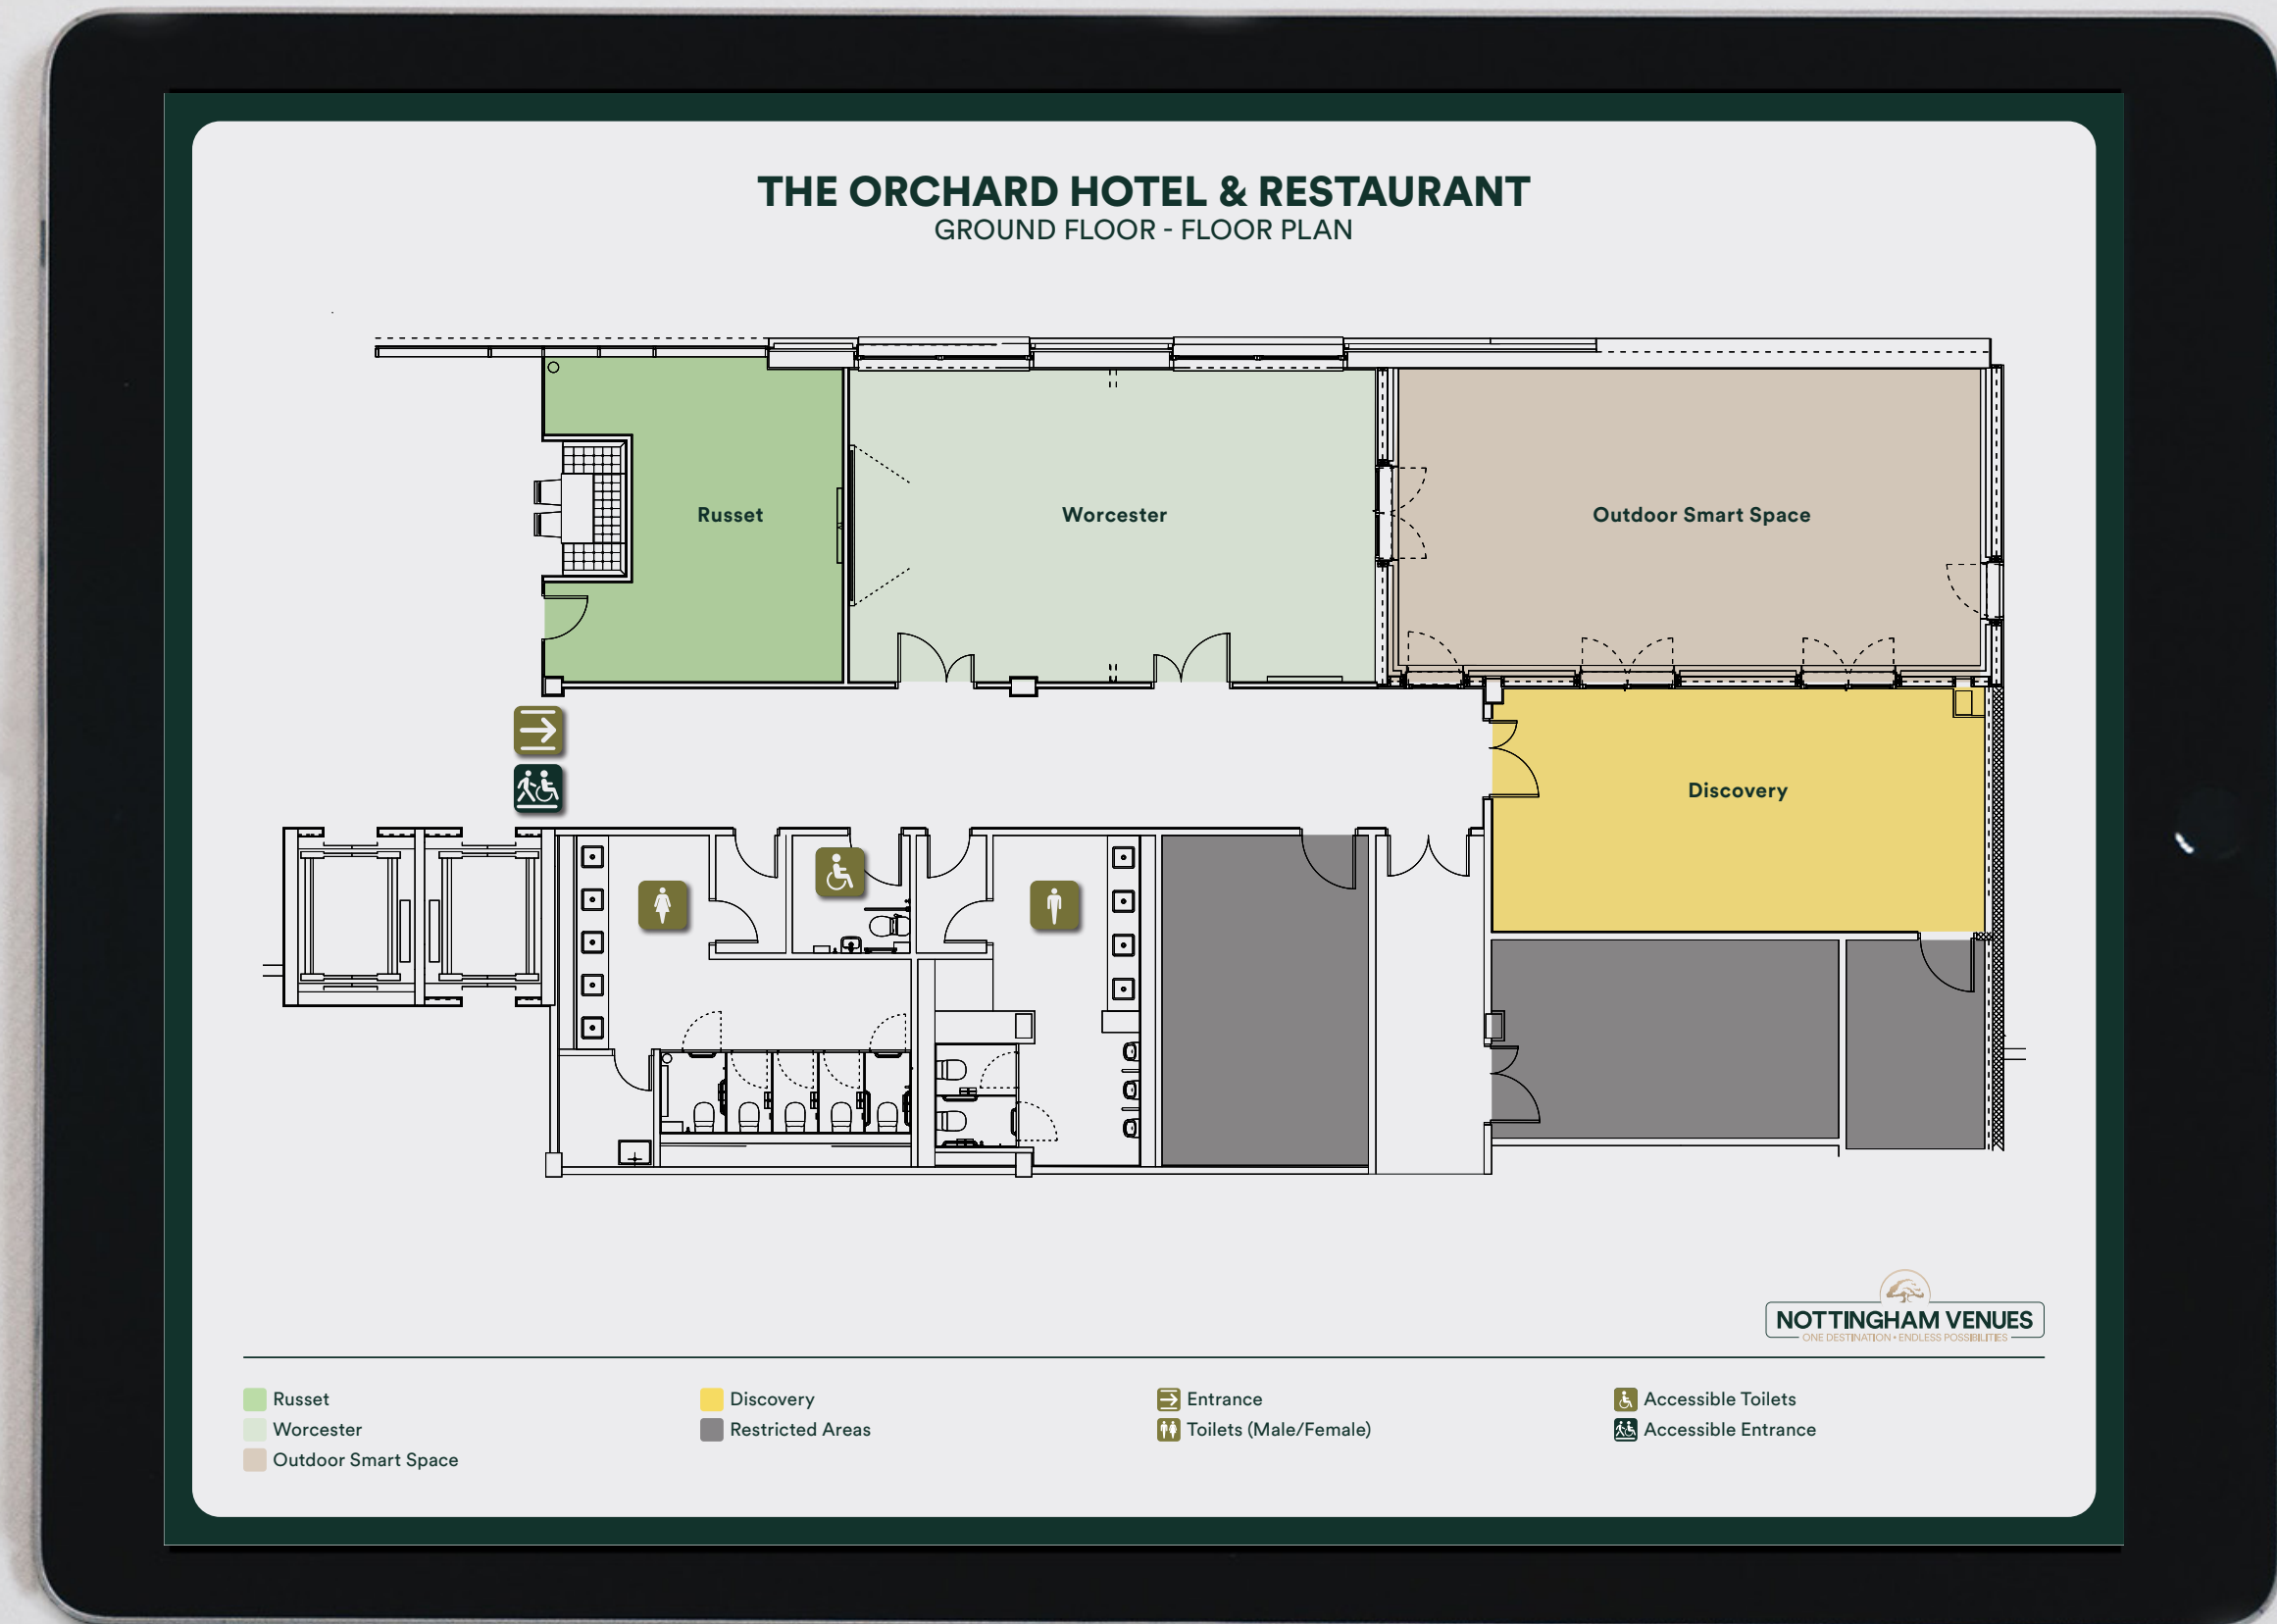 THE ORCHARD HOTEL & RESTAURANT
GROUND FLOOR - FLOOR PLAN
Russet
Worcester
Outdoor Smart Space
Discovery
NOTTINGHAM VENUES
ONE DESTINATION • ENDLESS POSSIBILITIES
Russet
Worcester
Outdoor Smart Space
Discovery
Restricted Areas
Entrance
Toilets (Male/Female)
Accessible Toilets
Accessible Entrance